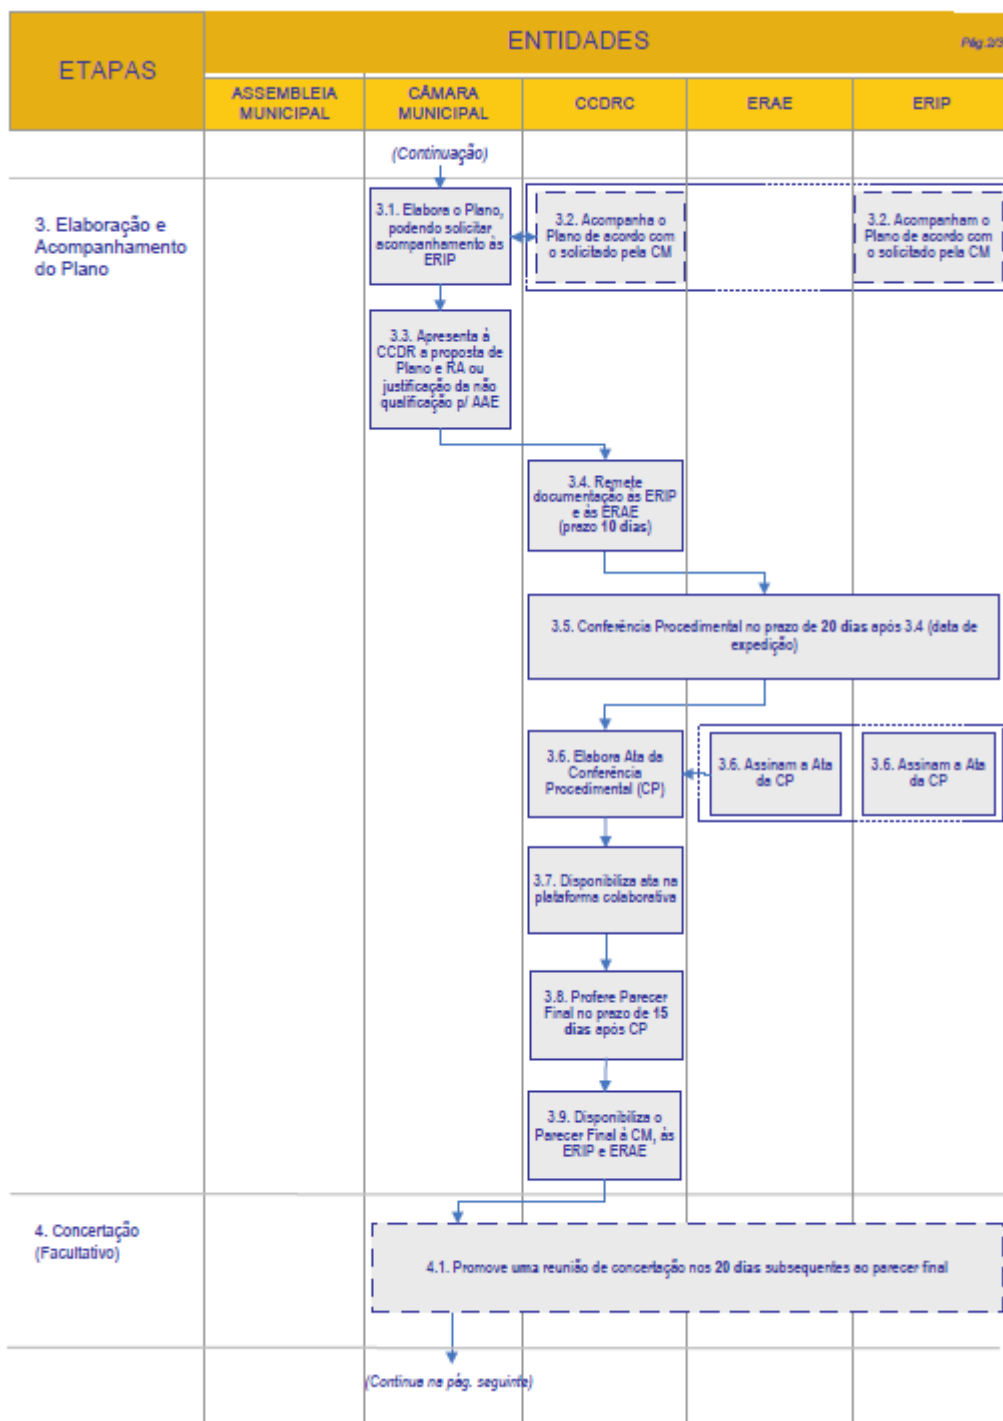 ETAPAS
ENTIDADES
Pág.2/3
ASSEMBLEIA
MUNICIPAL
CÂMARA
MUNICIPAL
CCDRC
ERAE
ERIP
(Continuação)
3. Elaboração e
Acompanhamento
do Plano
3.1. Elabora o Plano,
podendo solicitar
acompanhamento às
ERIP
3.2. Acompanha o
Plano de acordo com
o solicitado pela CM
3.2. Acompanham o
Plano de acordo com
o solicitado pela CM
3.3. Apresenta à
CCDR a proposta de
Plano e RA ou
justificação da não
qualificação p/ AAE
3.4. Remete
documentação às ERIP
e às ERAE
(prazo 10 dias)
3.5. Conferência Procedimental no prazo de 20 dias após 3.4 (data de
expedição)
3.6. Elabora Ata da
Conferência
Procedimental (CP)
3.6. Assinam a Ata
da CP
3.6. Assinam a Ata
da CP
3.7. Disponibiliza ata na
plataforma colaborativa
3.8. Profere Parecer
Final no prazo de 15
dias após CP
3.9. Disponibiliza o
Parecer Final à CM, às
ERIP e ERAE
4. Concertação
(Facultativo)
4.1. Promove uma reunião de concertação nos 20 dias subsequentes ao parecer final
(Continua na pág. seguinte)